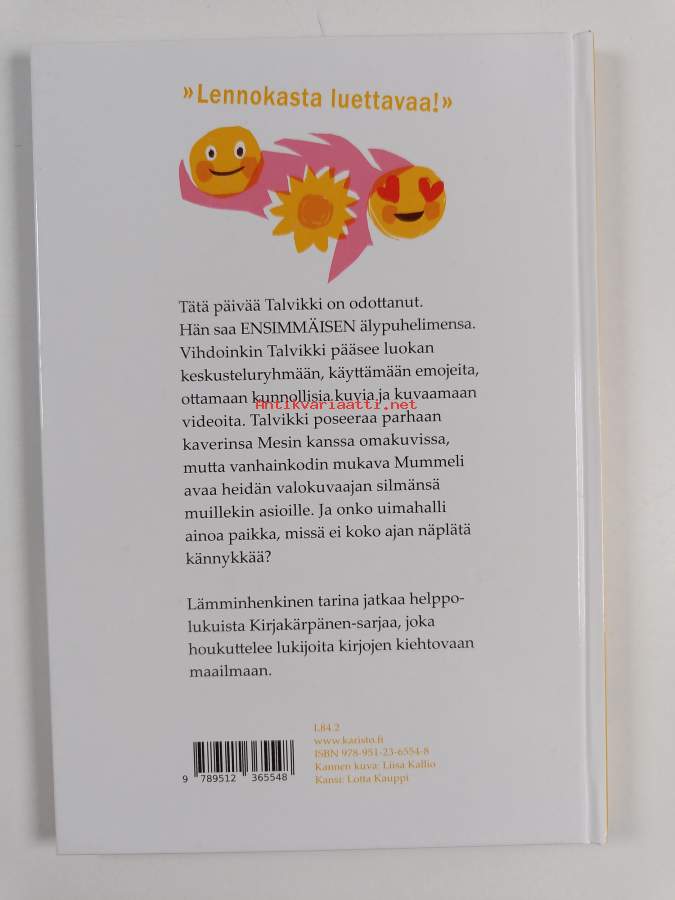 »Lennokasta luettavaa!»
Tätä päivää Talvikki on odottanut.
Hän saa ENSIMMÄISEN älypuhelimensa.
Vihdoinkin Talvikki pääsee luokan
keskusteluryhmään, käyttämään emojeita,
ottamaan kunnollisia kuvia ja kuvaamaan
Antikvariaatti.net
videoita. Talvikki poseeraa parhaan
kaverinsa Mesin kanssa omakuvissa,
mutta vanhainkodin mukava Mummeli
avaa heidän valokuvaajan silmänsä
muillekin asioille. Ja onko uimahalli
ainoa paikka, missä ei koko ajan näplätä
kännykkää?
Lämminhenkinen tarina jatkaa helppo-
lukuista Kirjakärpänen-sarjaa, joka
houkuttelee lukijoita kirjojen kiehtovaan
maailmaan.
L84.2
www.karisto.fi
ISBN 978-951-23-6554-8
Kannen kuva: Liisa Kallio
Kansi: Lotta Kauppi
9 789512 365548